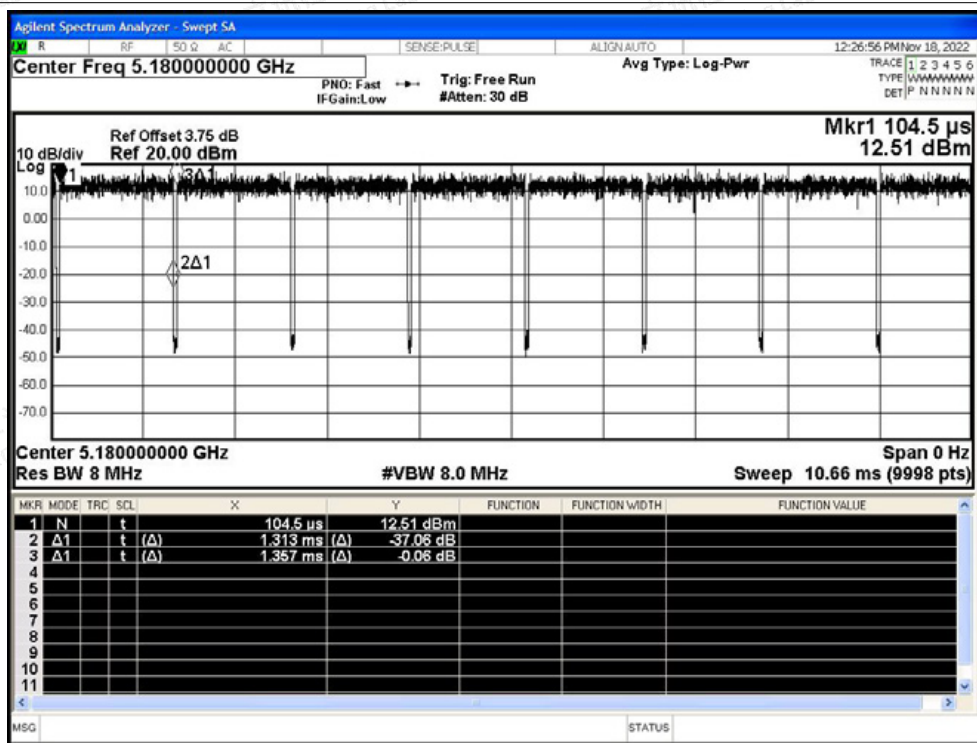 Agilent Spectrum Analyzer - Swept SA
R RF 50 Ω AC SENSE:PULSE ALIGN AUTO 12:26:56 PM Nov 18, 2022
Center Freq 5.180000000 GHz Avg Type: Log-Pwr TRACE 1 2 3 4 5 6
PNO: Fast Trig: Free Run TYPE WWWWWW
IFGain:Low #Atten: 30 dB DET P N N N N N
Mkr1 104.5 µs
Ref Offset 3.75 dB
10 dB/div Ref 20.00 dBm 12.51 dBm
Log
1 3Δ1
10.0
0.00
-10.0
2Δ1
-20.0
-30.0
-40.0
-50.0
-60.0
-70.0
Center 5.180000000 GHz Span 0 Hz
Res BW 8 MHz #VBW 8.0 MHz Sweep 10.66 ms (9998 pts)
MKR MODE TRC SCL X Y FUNCTION FUNCTION WIDTH FUNCTION VALUE
1 N t 104.5 µs 12.51 dBm
2 Δ1 t (Δ) 1.313 ms (Δ) -37.06 dB
3 Δ1 t (Δ) 1.357 ms (Δ) -0.06 dB
4
5
6
7
8
9
10
11
MSG STATUS